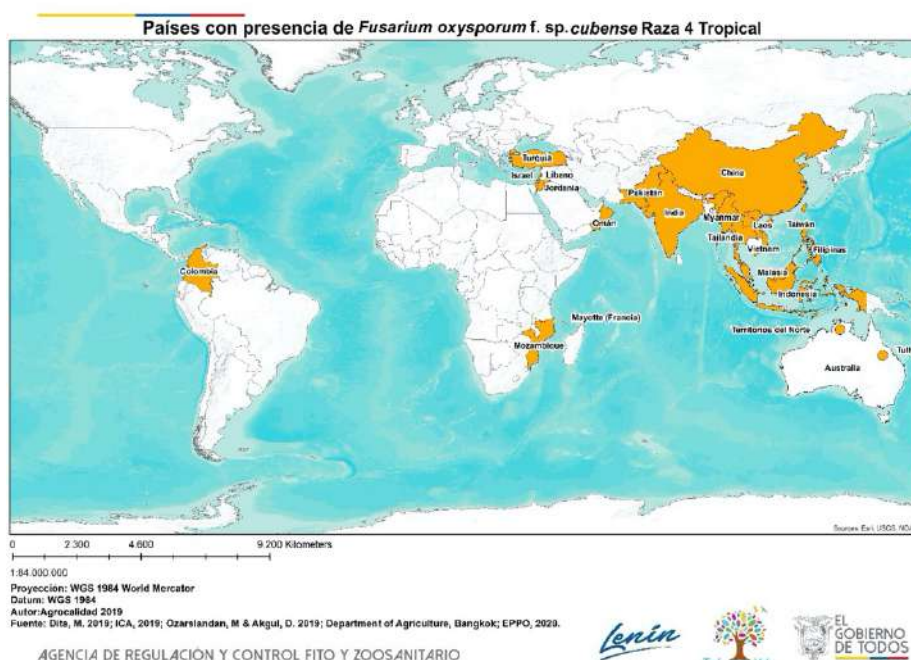 Países con presencia de Fusarium oxysporum f. sp. cubense Raza 4 Tropical
Turquía
China
Israel
Líbano
Jordania
Pakistán
India
Omán
Myanmar
Laos
Taiwán
Tailandia
Vietnam
Filipinas
Colombia
Malasia
Indonesia
Mayotte (Francia)
Mozambique
Territorios del Norte
Australia
Sources: Esri, USGS, NOA
0 2.300 4.600 9.200 Kilometers
1:84.000.000
Proyección: WGS 1984 World Mercator
Datum: WGS 1984
Autor:Agrocalidad 2019
Fuente: Dita, M. 2019; ICA, 2019; Ozarslandan, M & Akgul, D. 2019; Department of Agriculture, Bangkok; EPPO, 2020.
Lenín
EL
GOBIERNO
DE TODOS
AGENCIA DE REGULACIÓN Y CONTROL FITO Y ZOOSANITARIO